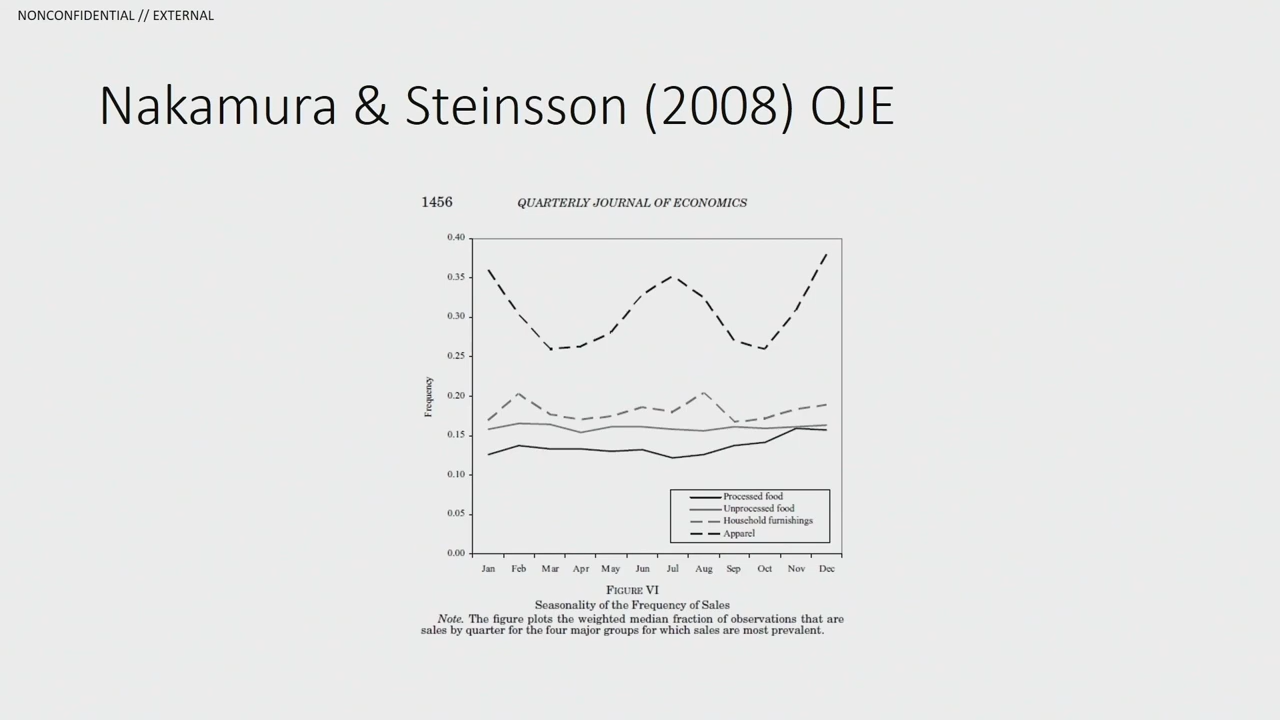 NONCONFIDENTIAL // EXTERNAL
Nakamura & Steinsson (2008) QJE
1456 QUARTERLY JOURNAL OF ECONOMICS
0.40
0.35
0.30
0.25
0.20
0.15
0.10
0.05
0.00
Frequency
Processed food
Unprocessed food
Household furnishings
Apparel
Jan Feb Mar Apr May Jun Jul Aug Sep Oct Nov Dec
FIGURE VI
Seasonality of the Frequency of Sales
Note. The figure plots the weighted median fraction of observations that are
sales by quarter for the four major groups for which sales are most prevalent.